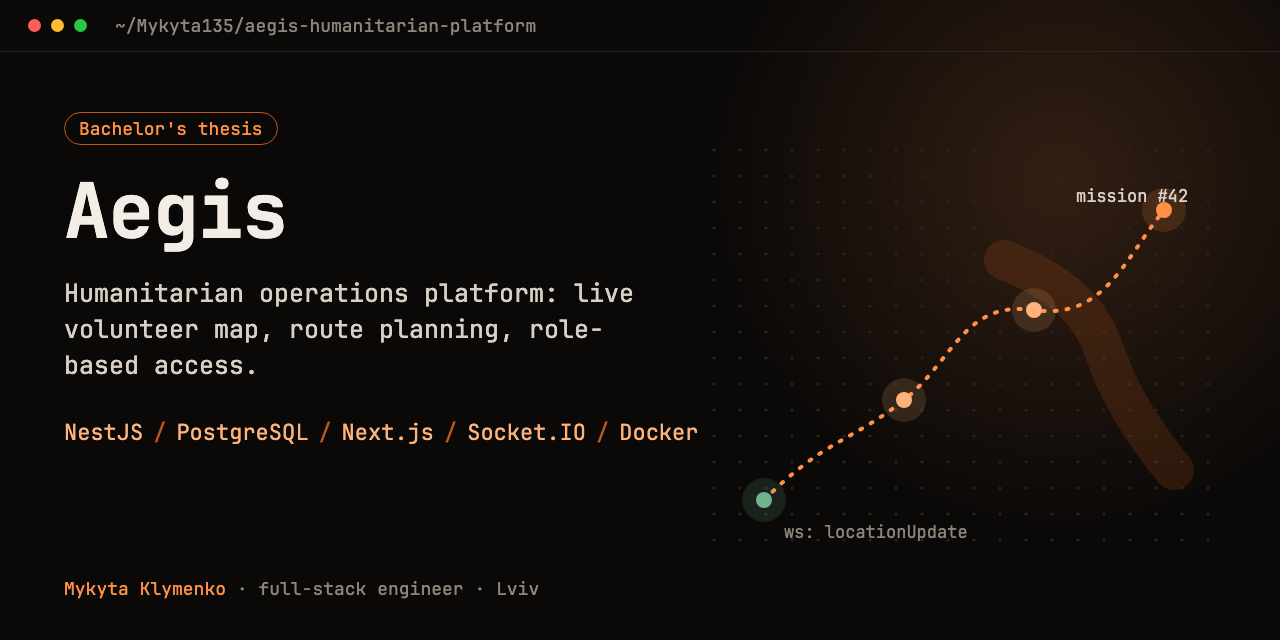 ~/Mykyta135/aegis-humanitarian-platform
Bachelor's thesis
Aegis
Humanitarian operations platform: live
volunteer map, route planning, role-
based access.
NestJS / PostgreSQL / Next.js / Socket.IO / Docker
mission #42
ws: locationUpdate
Mykyta Klymenko · full-stack engineer · Lviv